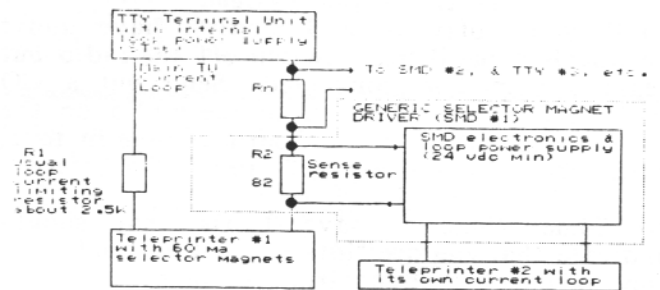 TTY Terminal Unit
with internal
loop power supply
Main TU
Current
Loop
Rn
To SMD #2, & TTY #3, etc.
GENERIC SELECTOR MAGNET
DRIVER (SMD #1)
SMD electronics &
loop power supply
(24 vdc Min)
R2
82
Sense
resistor
R1
usual
loop
current
limiting
resistor
about 2.5k
Teleprinter #1
with 60 ma
selector magnets
Teleprinter #2 with
its own current loop